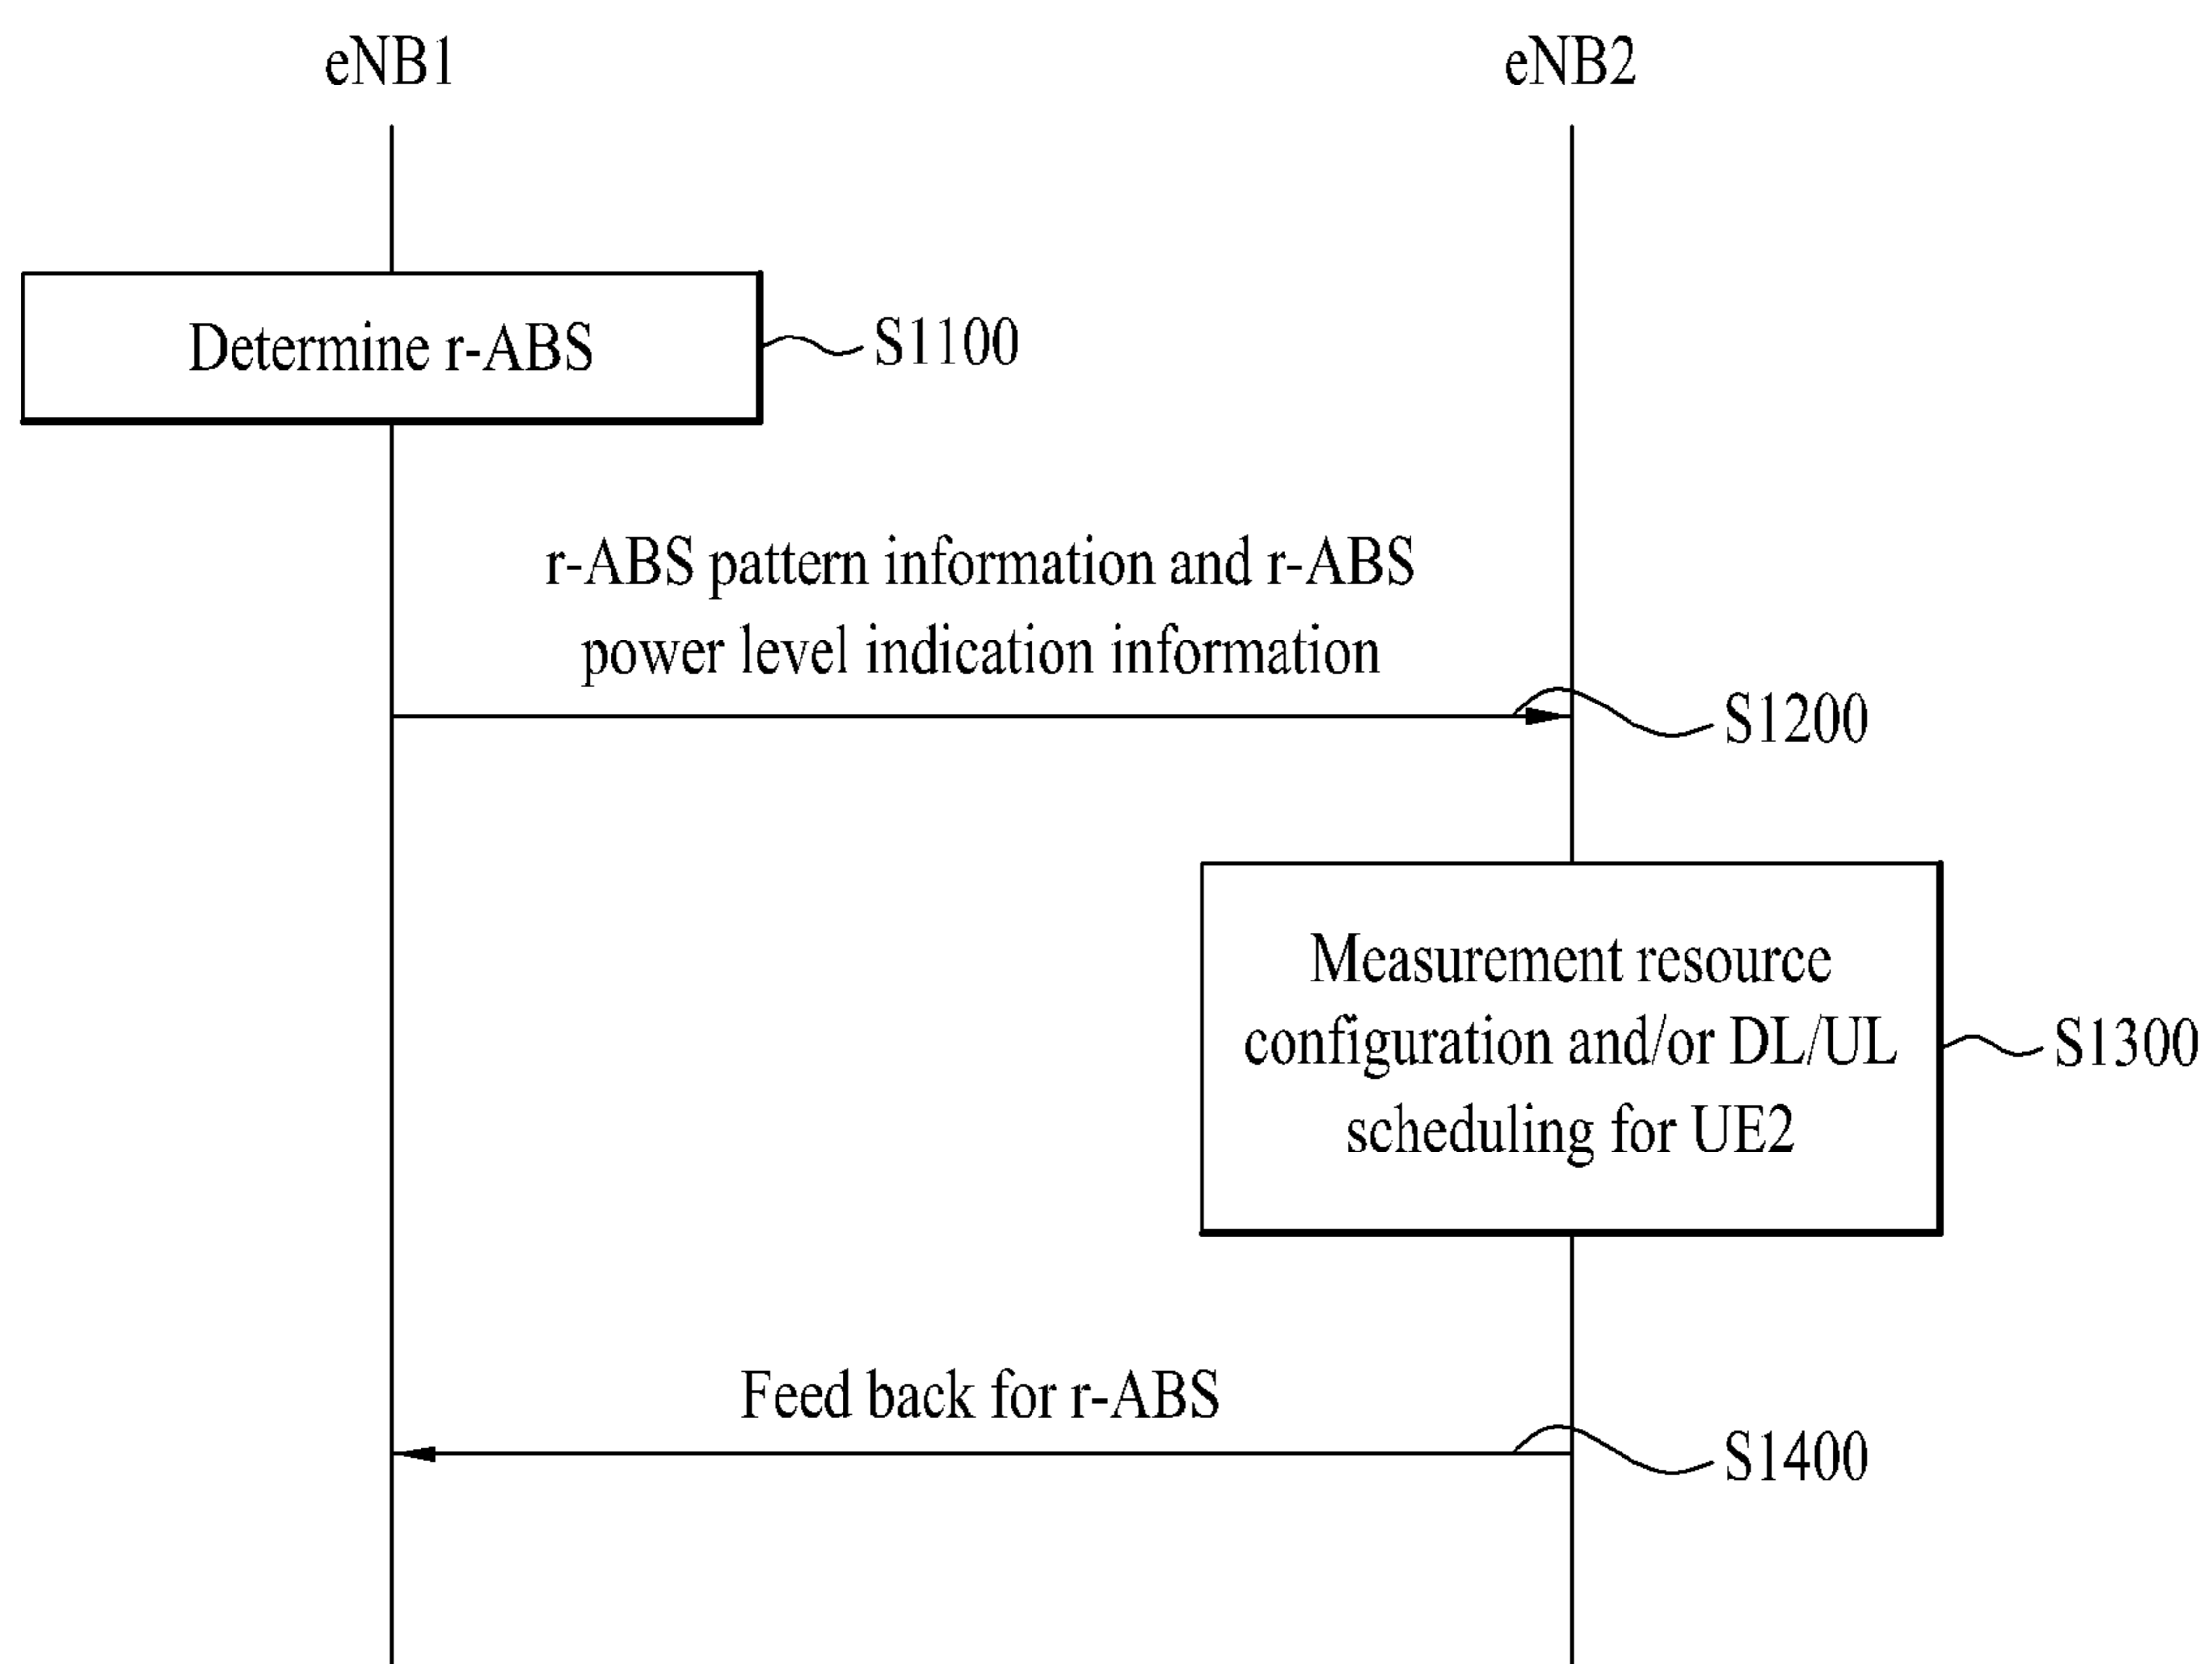 eNB1
eNB2
Determine r-ABS
S1100
r-ABS pattern information and r-ABS
power level indication information
S1200
Measurement resource
configuration and/or DL/UL
scheduling for UE2
S1300
Feed back for r-ABS
S1400